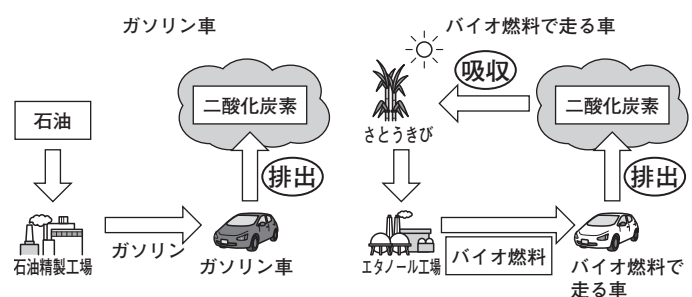 ガソリン車
石油
石油精製工場
ガソリン
二酸化炭素
排出
ガソリン車
バイオ燃料で走る車
さとうきび
吸収
二酸化炭素
排出
エタノール工場
バイオ燃料
バイオ燃料で
走る車